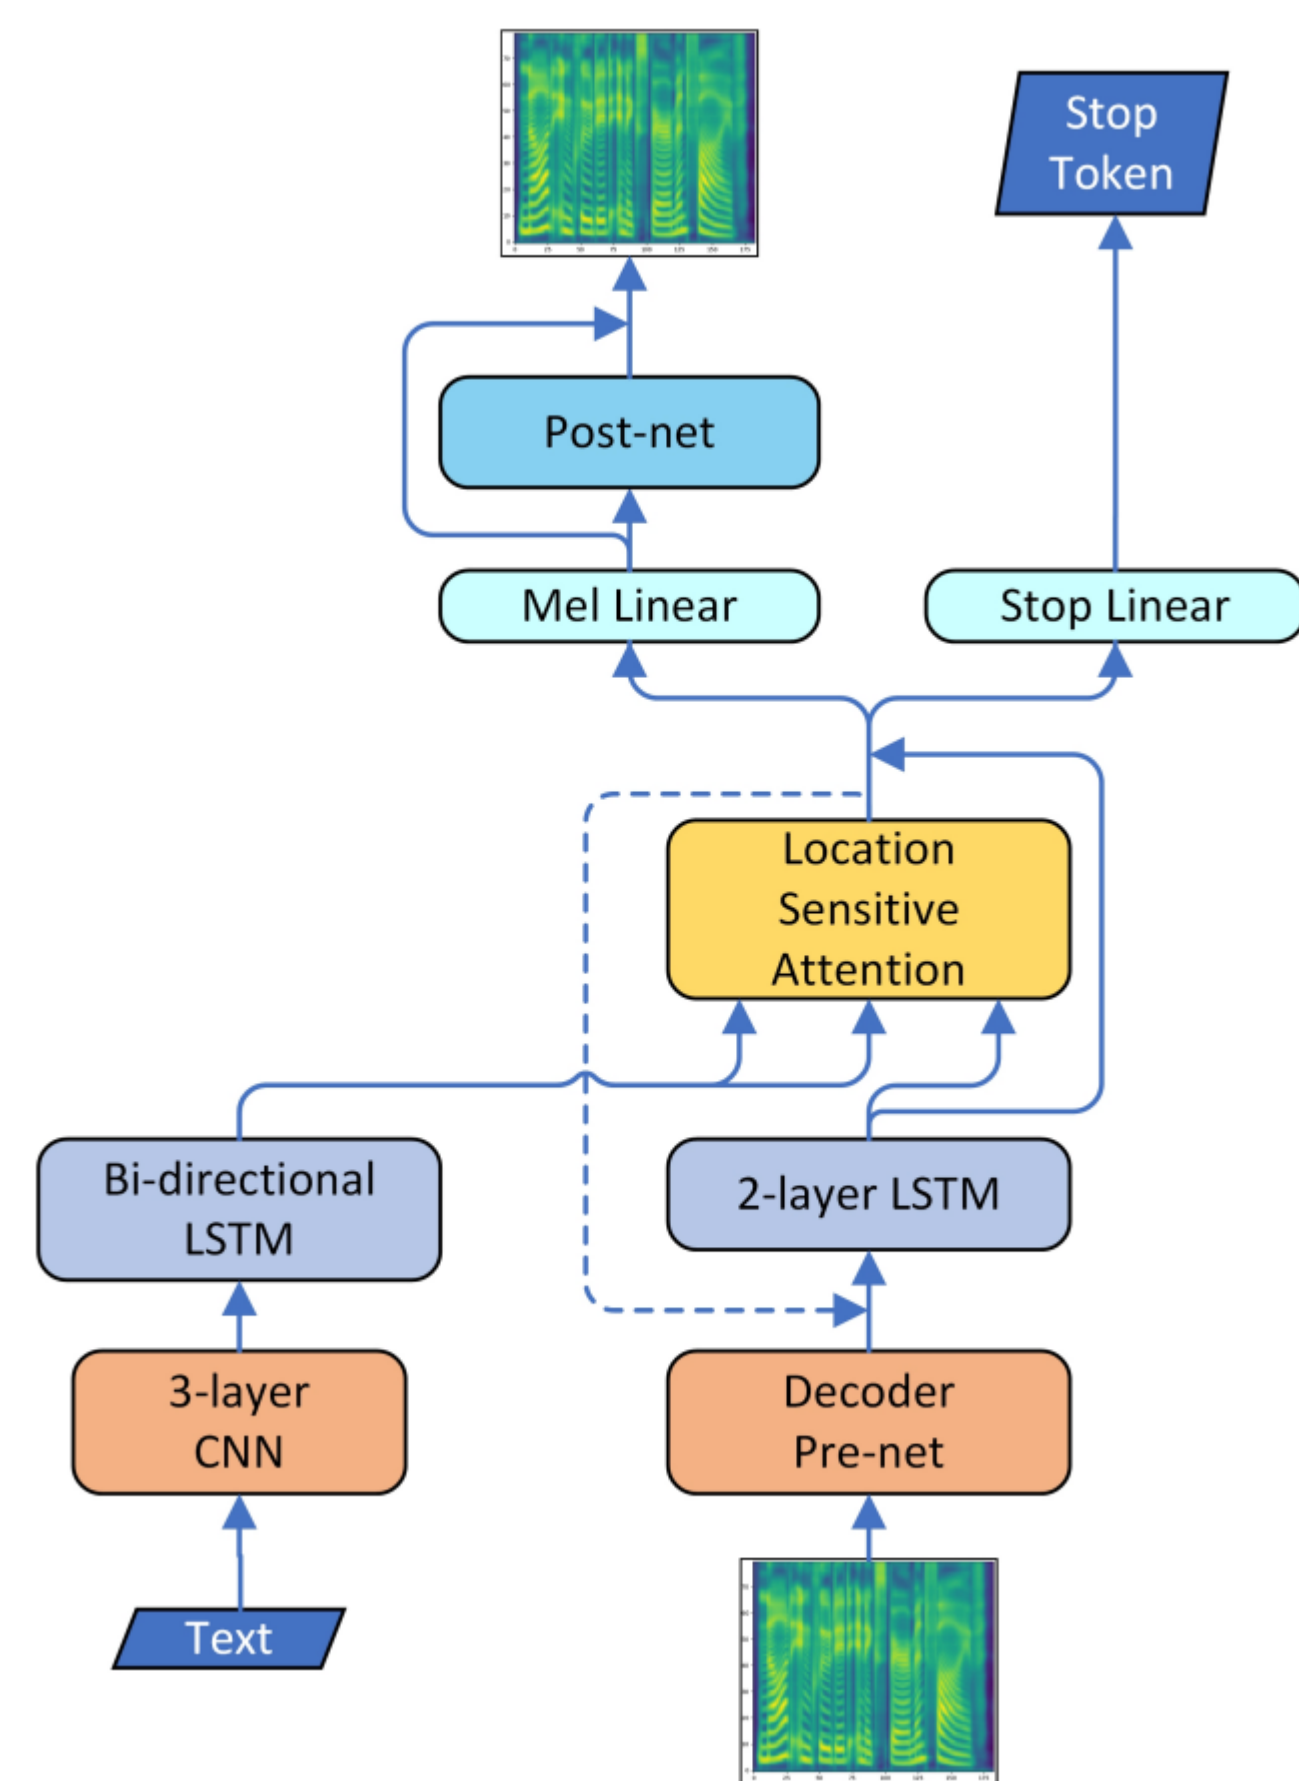 Stop
Token
Post-net
Mel Linear
Stop Linear
Location
Sensitive
Attention
Bi-directional
LSTM
2-layer LSTM
3-layer
CNN
Decoder
Pre-net
Text